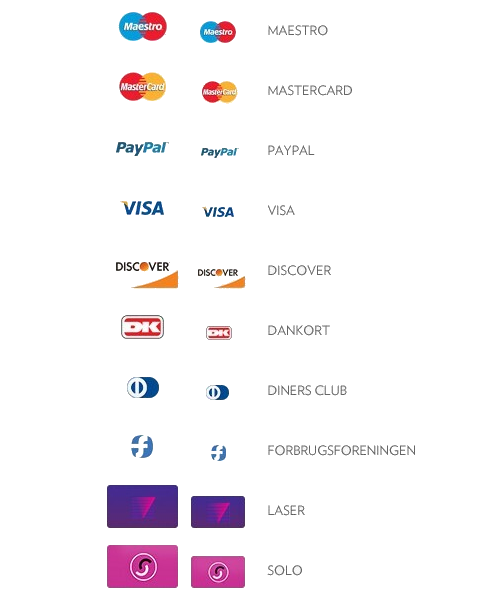 Maestro Maestro MAESTRO
MasterCard MasterCard MASTERCARD
PayPal PayPal PAYPAL
VISA VISA VISA
DISCOVER DISCOVER DISCOVER
DK DK DANKORT
DINERS CLUB
FORBRUGSFORENINGEN
LASER
SOLO